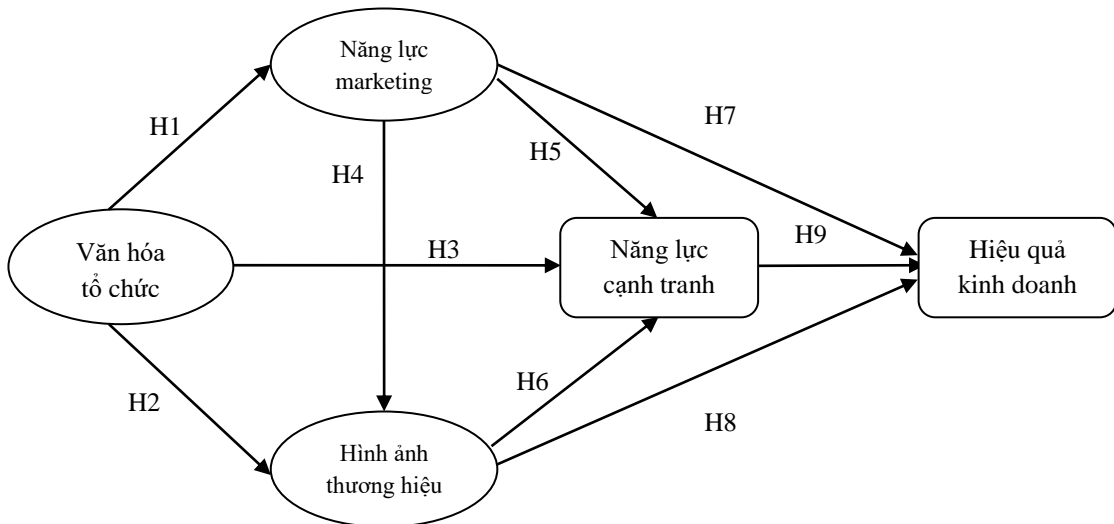 Năng lực
marketing
H7
H1
H5
H4
Văn hóa
tổ chức
H3
Năng lực
cạnh tranh
H9
Hiệu quả
kinh doanh
H6
H2
H8
Hình ảnh
thương hiệu